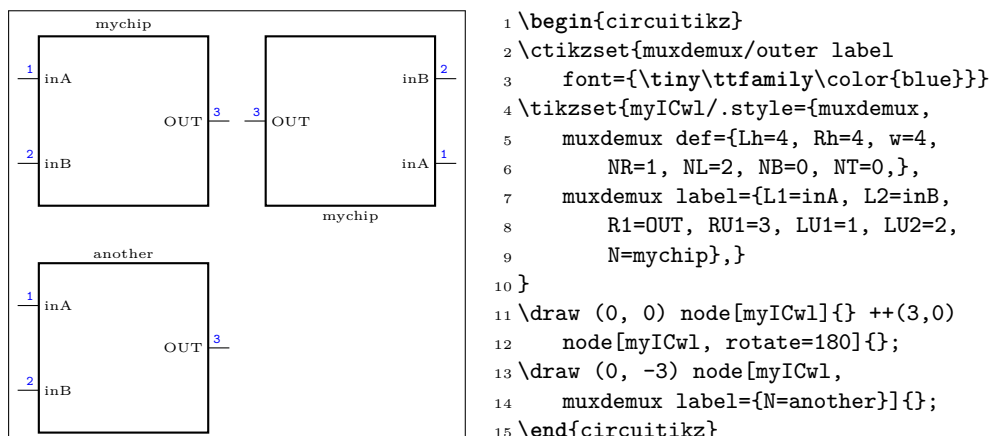 mychip
1 inA
inB 2
OUT 3
3 OUT
2 inB
inA 1
mychip
another
1 inA
OUT 3
2 inB
1 \begin{circuitikz}
2 \ctikzset{muxdemux/outer label
3 font={\tiny\ttfamily\color{blue}}}
4 \tikzset{myICwl/.style={muxdemux,
5 muxdemux def={Lh=4, Rh=4, w=4,
6 NR=1, NL=2, NB=0, NT=0,},
7 muxdemux label={L1=inA, L2=inB,
8 R1=OUT, RU1=3, LU1=1, LU2=2,
9 N=mychip},}
10 }
11 \draw (0, 0) node[myICwl]{} ++(3,0)
12 node[myICwl, rotate=180]{};
13 \draw (0, -3) node[myICwl,
14 muxdemux label={N=another}]{};
15 \end{circuitikz}